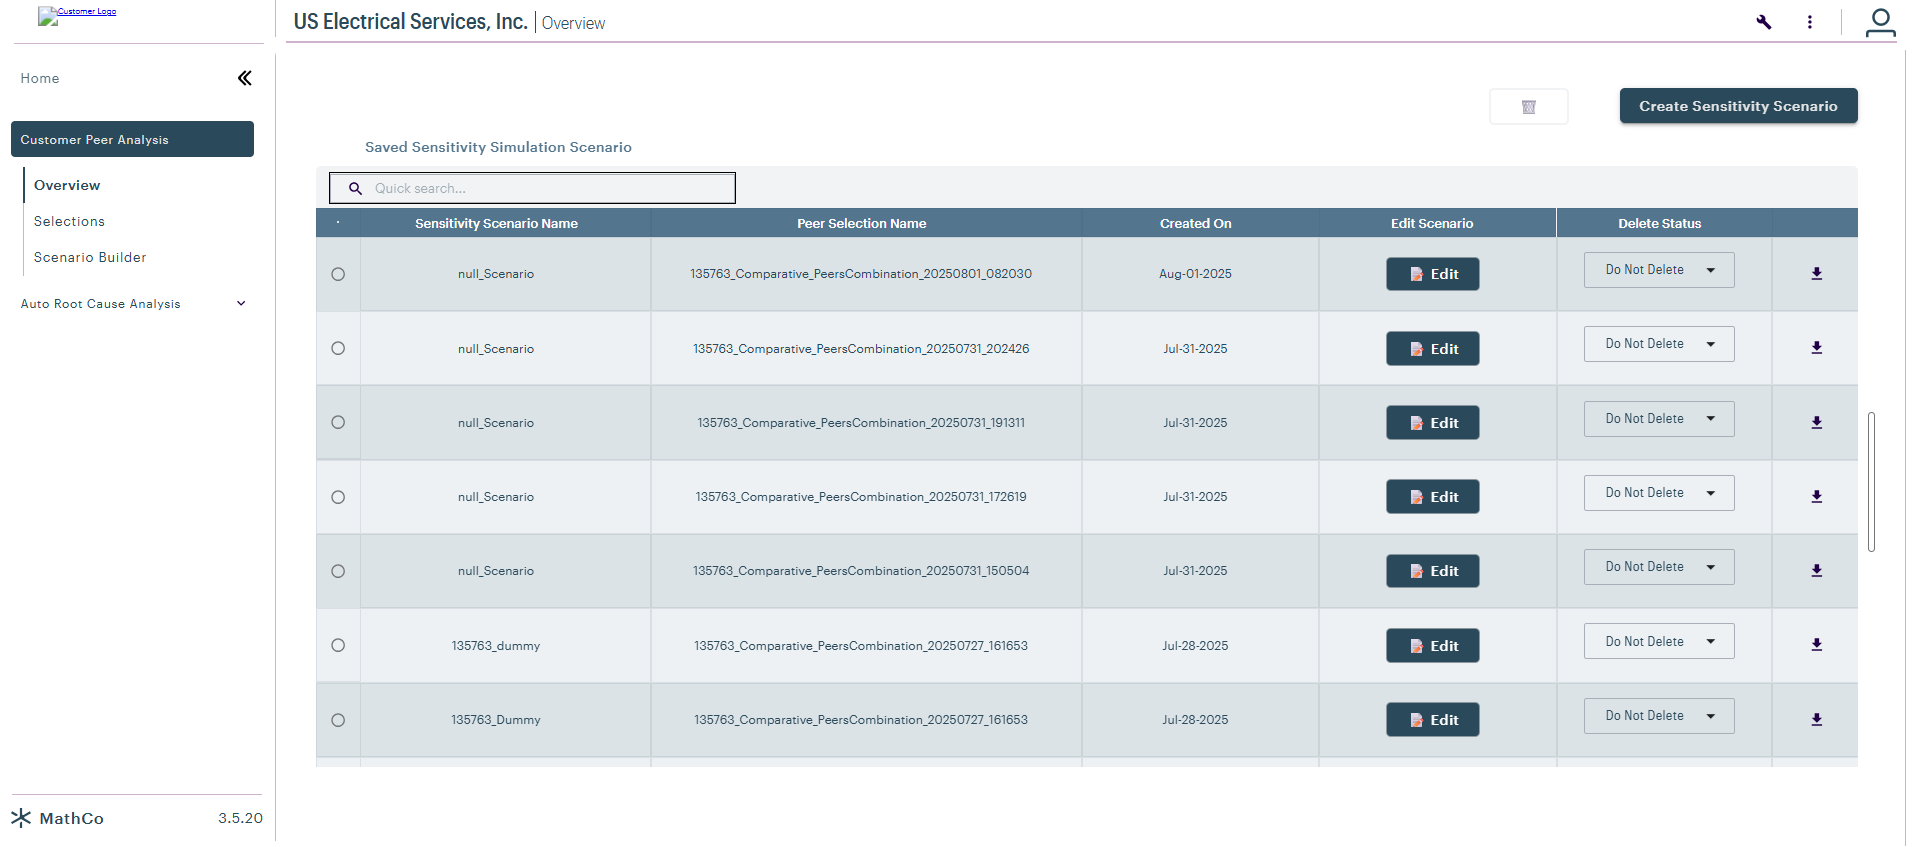 Customer Logo
US Electrical Services, Inc. Overview
Home
Create Sensitivity Scenario
Customer Peer Analysis
Saved Sensitivity Simulation Scenario
Overview
Quick search...
Selections
Scenario Builder
Auto Root Cause Analysis
Sensitivity Scenario Name Peer Selection Name Created On Edit Scenario Delete Status
null_Scenario 135763_Comparative_PeersCombination_20250801_082030 Aug-01-2025 Edit Do Not Delete
null_Scenario 135763_Comparative_PeersCombination_20250731_202426 Jul-31-2025 Edit Do Not Delete
null_Scenario 135763_Comparative_PeersCombination_20250731_191311 Jul-31-2025 Edit Do Not Delete
null_Scenario 135763_Comparative_PeersCombination_20250731_172619 Jul-31-2025 Edit Do Not Delete
null_Scenario 135763_Comparative_PeersCombination_20250731_150504 Jul-31-2025 Edit Do Not Delete
135763_dummy 135763_Comparative_PeersCombination_20250727_161653 Jul-28-2025 Edit Do Not Delete
135763_Dummy 135763_Comparative_PeersCombination_20250727_161653 Jul-28-2025 Edit Do Not Delete
MathCo 3.5.20